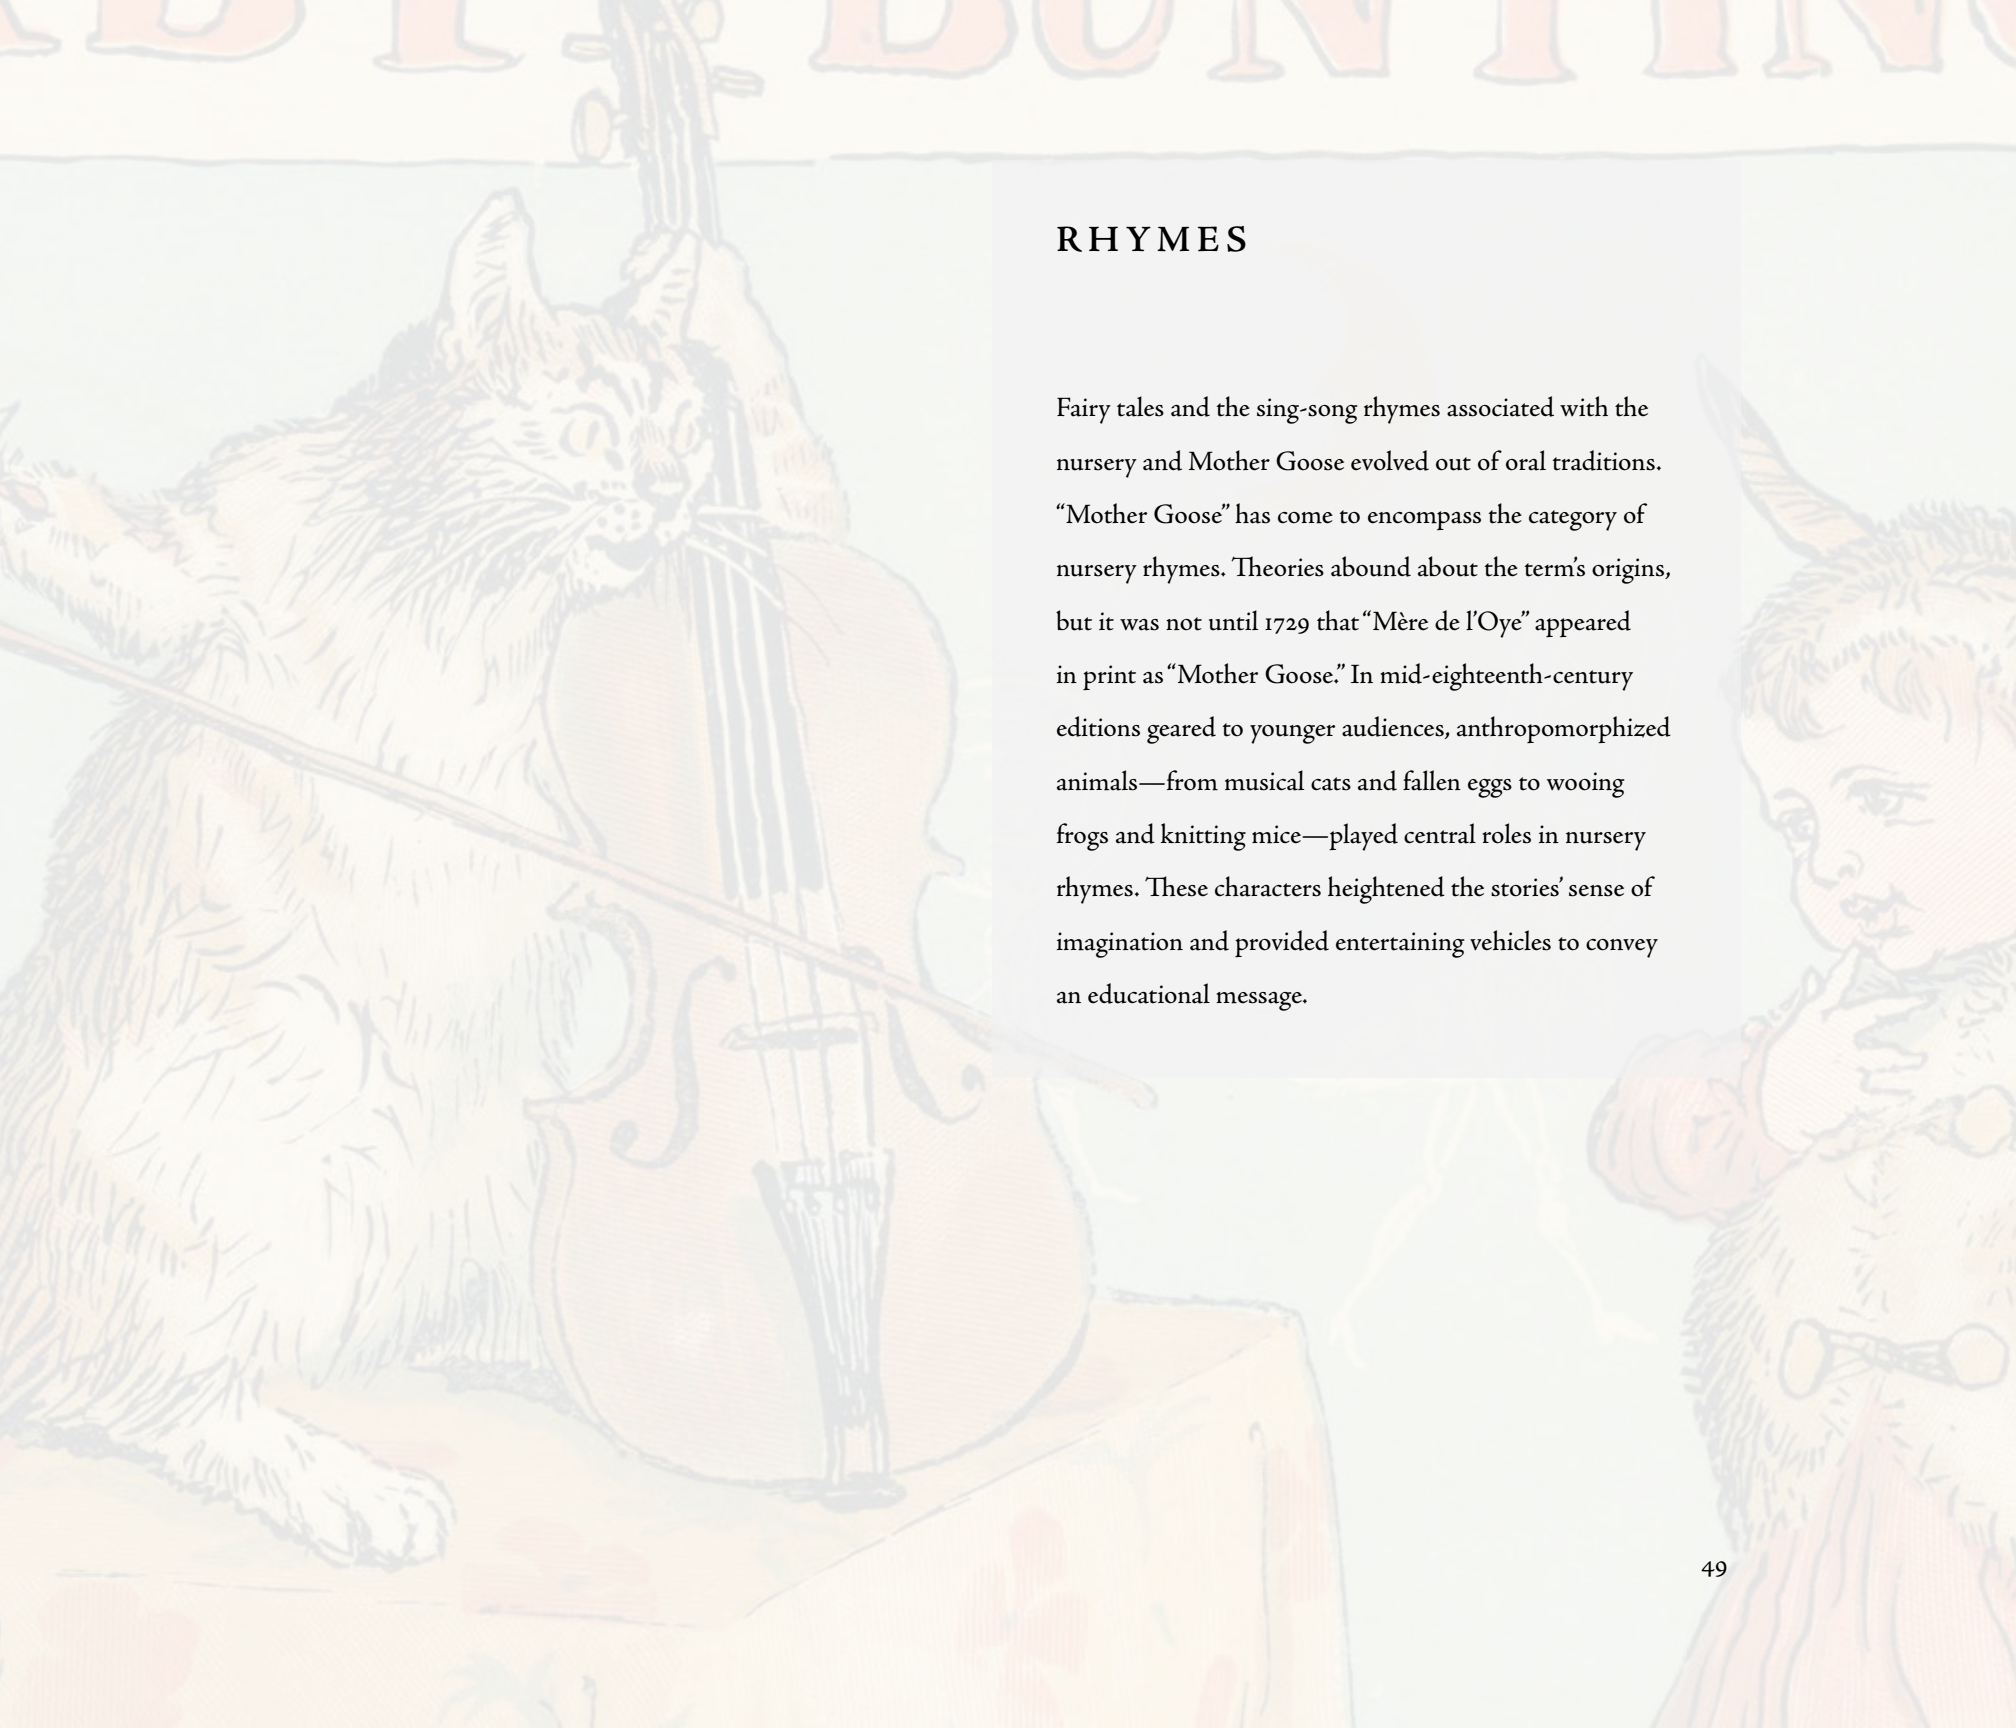 BUNTING
RHYMES
Fairy tales and the sing-song rhymes associated with the
nursery and Mother Goose evolved out of oral traditions.
“Mother Goose” has come to encompass the category of
nursery rhymes. Theories abound about the term’s origins,
but it was not until 1729 that “Mère de l’Oye” appeared
in print as “Mother Goose.” In mid-eighteenth-century
editions geared to younger audiences, anthropomorphized
animals—from musical cats and fallen eggs to wooing
frogs and knitting mice—played central roles in nursery
rhymes. These characters heightened the stories’ sense of
imagination and provided entertaining vehicles to convey
an educational message.
49